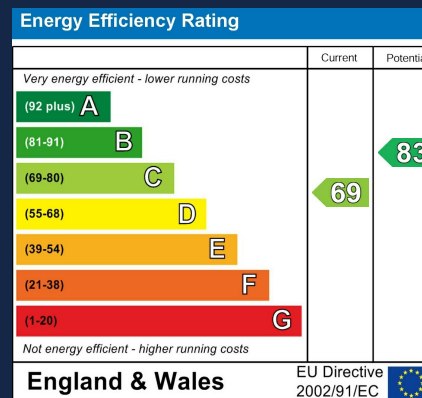 Energy Efficiency Rating
Current Potentia
Very energy efficient - lower running costs
(92 plus) A
(81-91) B
83
(69-80) C
69
(55-68) D
(39-54) E
(21-38) F
(1-20) G
Not energy efficient - higher running costs
England & Wales
EU Directive
2002/91/EC